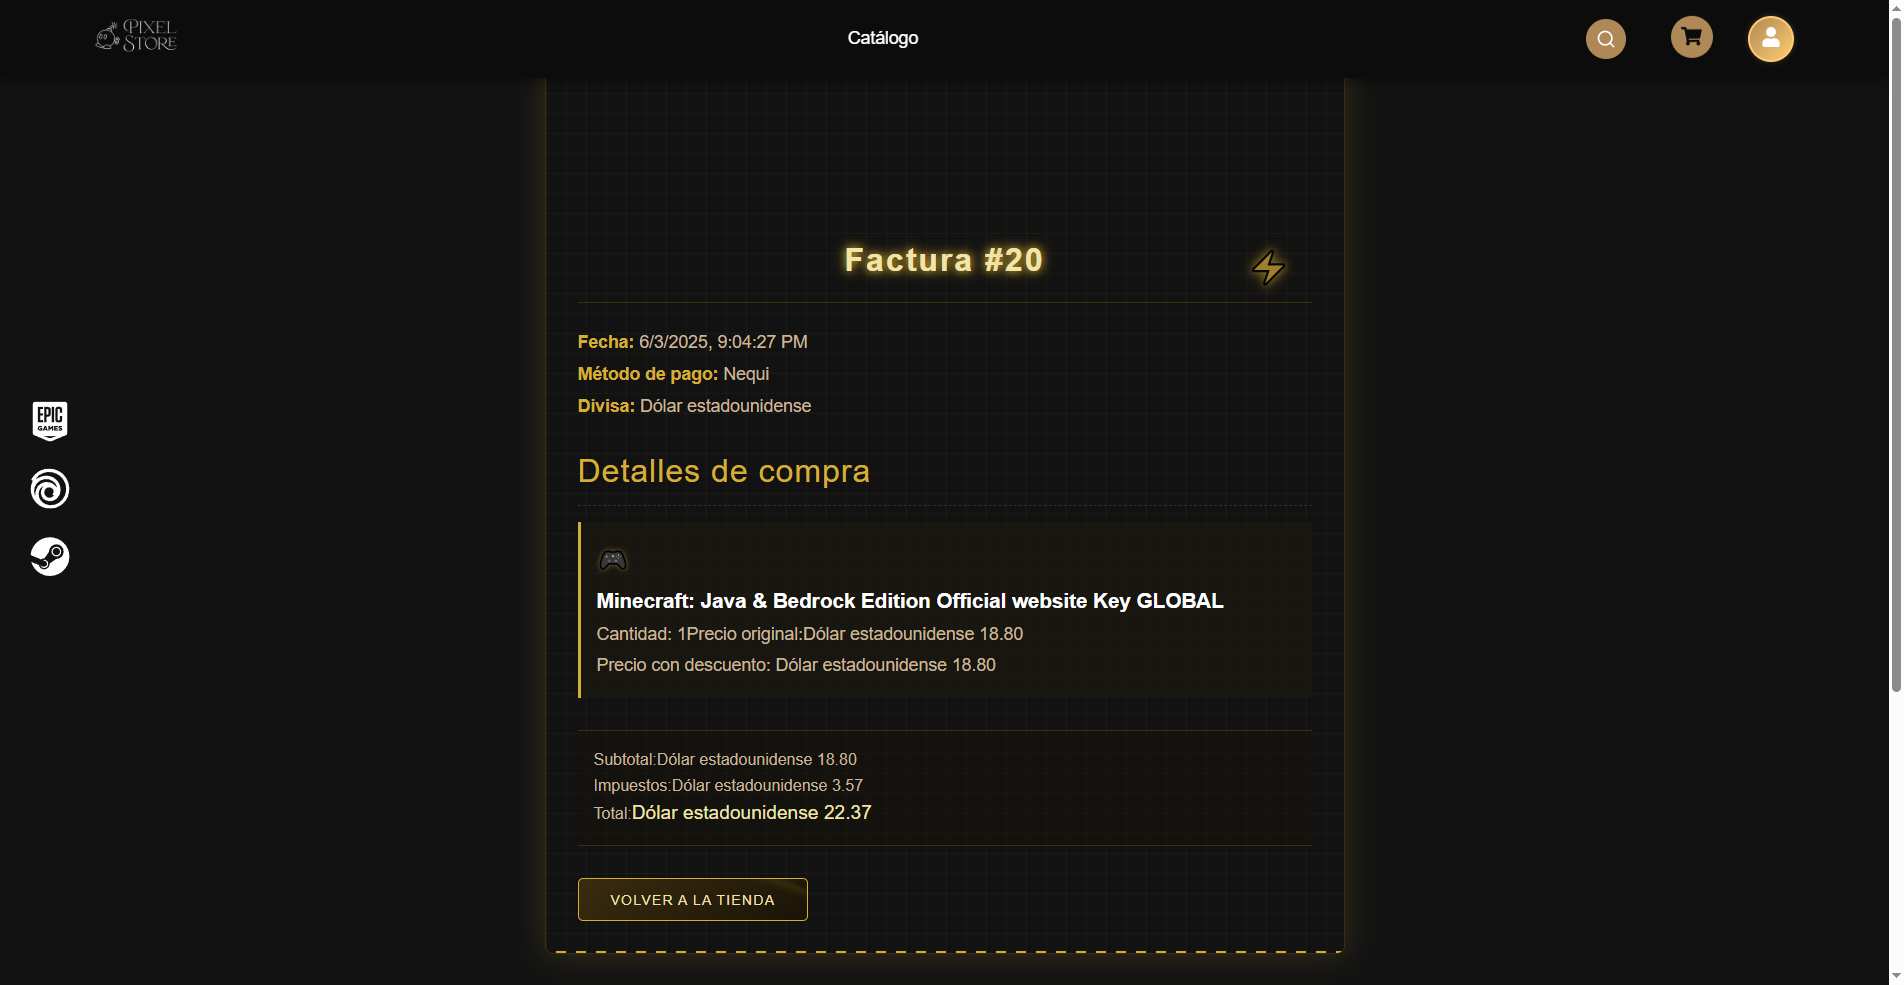 PIXEL
STORE
Catálogo
Factura #20
Fecha: 6/3/2025, 9:04:27 PM
Método de pago: Nequi
Divisa: Dólar estadounidense
EPIC
GAMES
Detalles de compra
Minecraft: Java & Bedrock Edition Official website Key GLOBAL
Cantidad: 1Precio original:Dólar estadounidense 18.80
Precio con descuento: Dólar estadounidense 18.80
Subtotal:Dólar estadounidense 18.80
Impuestos:Dólar estadounidense 3.57
Total:Dólar estadounidense 22.37
VOLVER A LA TIENDA